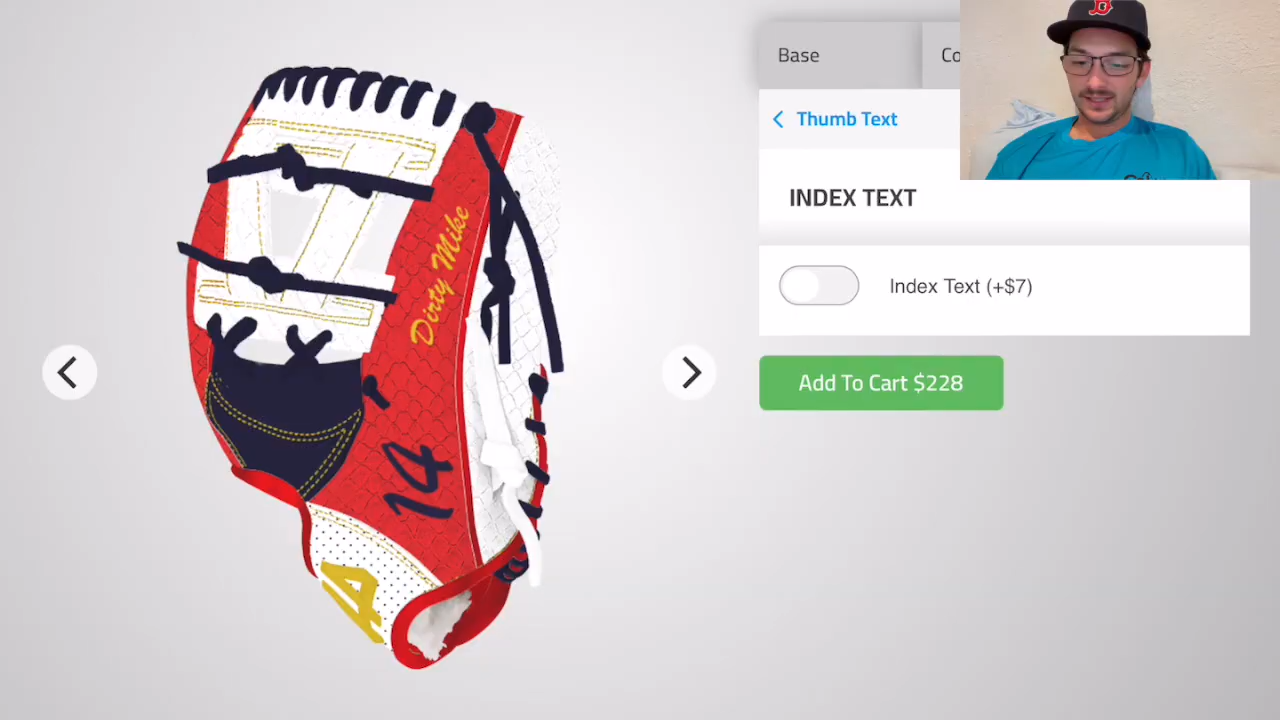 Base
Co
Thumb Text
B
INDEX TEXT
Index Text (+$7)
Add To Cart $228
Dirty Mike
14
A